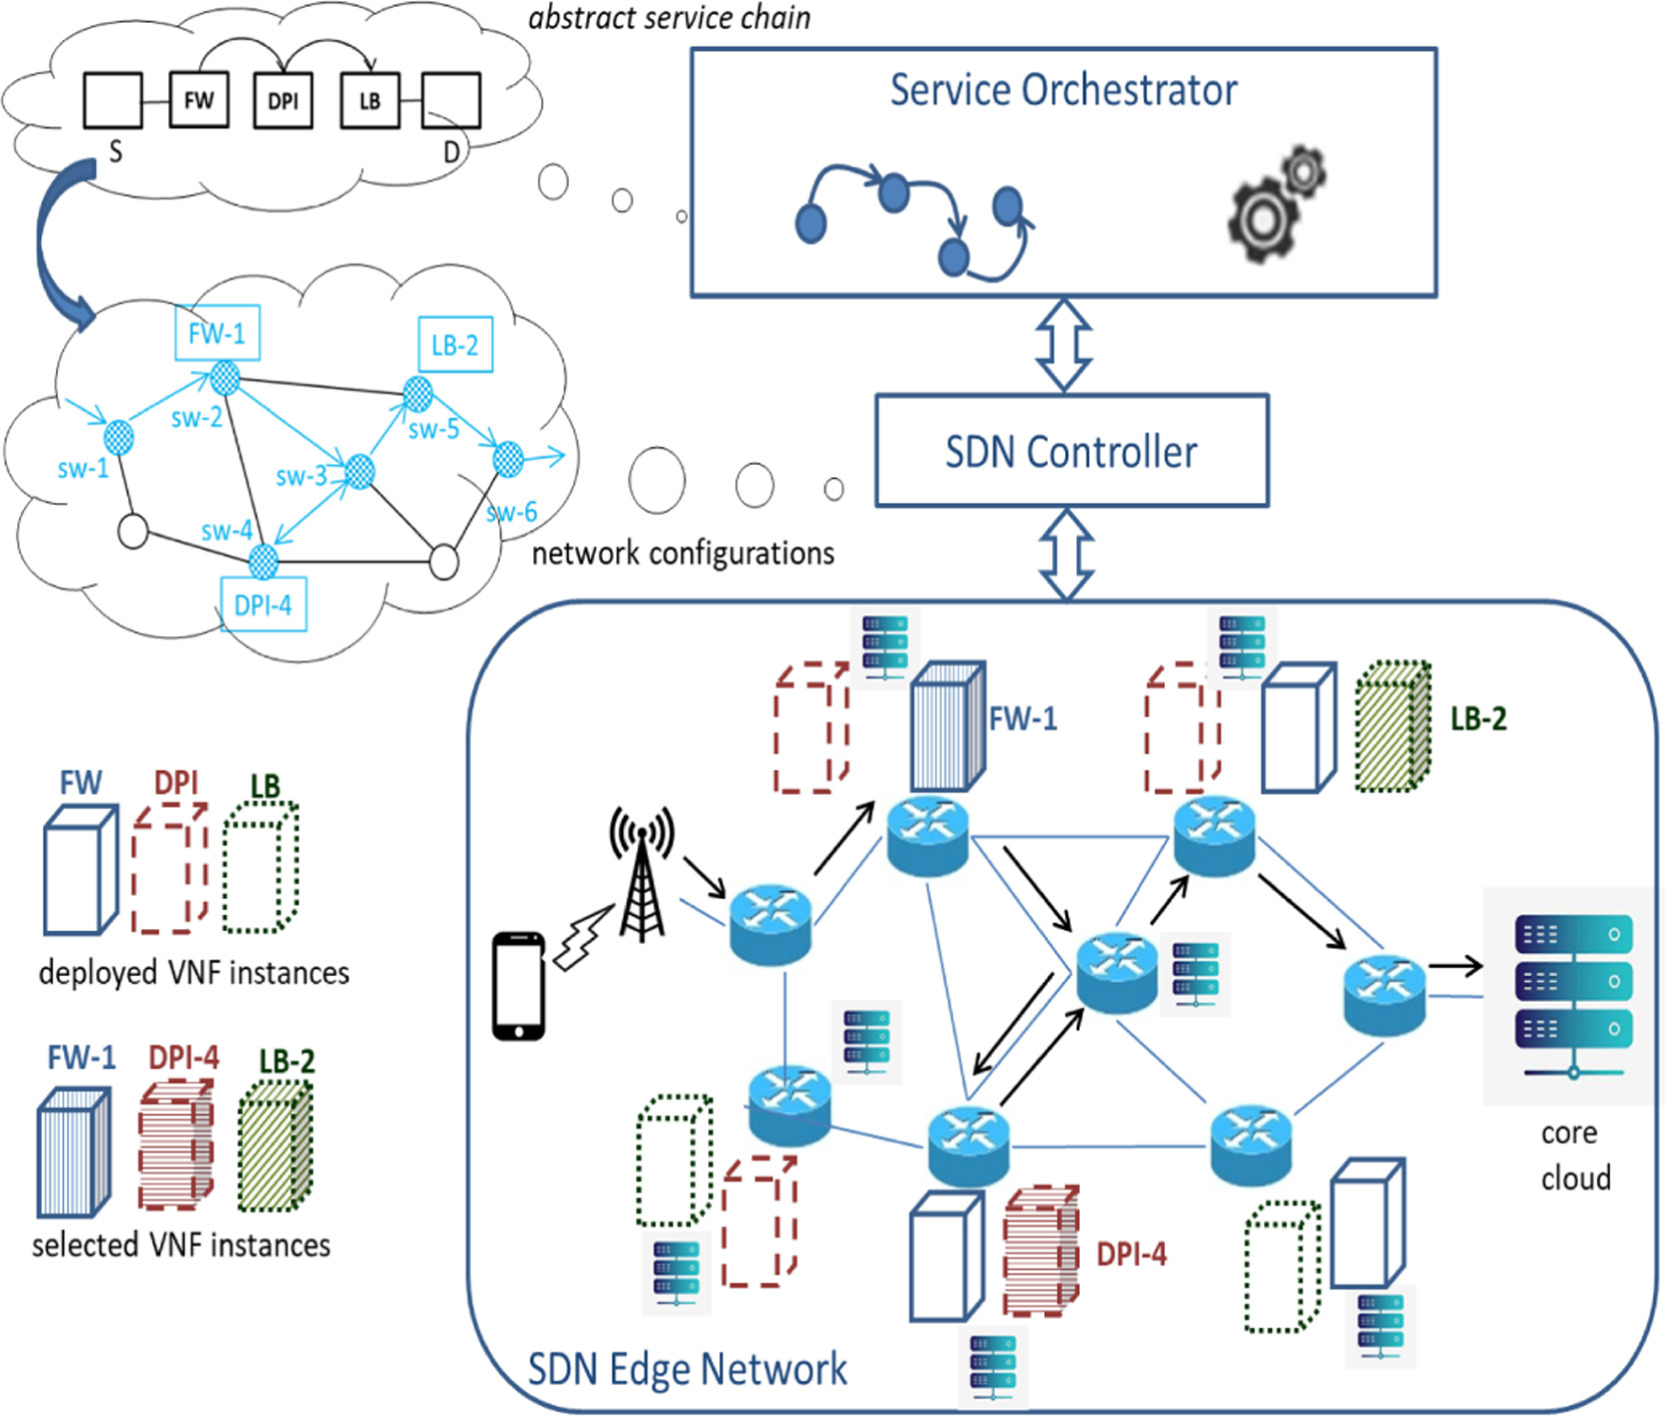 abstract service chain
FW DPI LB
S D
Service Orchestrator
FW-1
LB-2
sw-2
sw-5
sw-1
sw-3
sw-4
sw-6
DPI-4
SDN Controller
network configurations
FW-1
LB-2
FW DPI LB
deployed VNF instances
FW-1 DPI-4 LB-2
selected VNF instances
core
cloud
DPI-4
SDN Edge Network